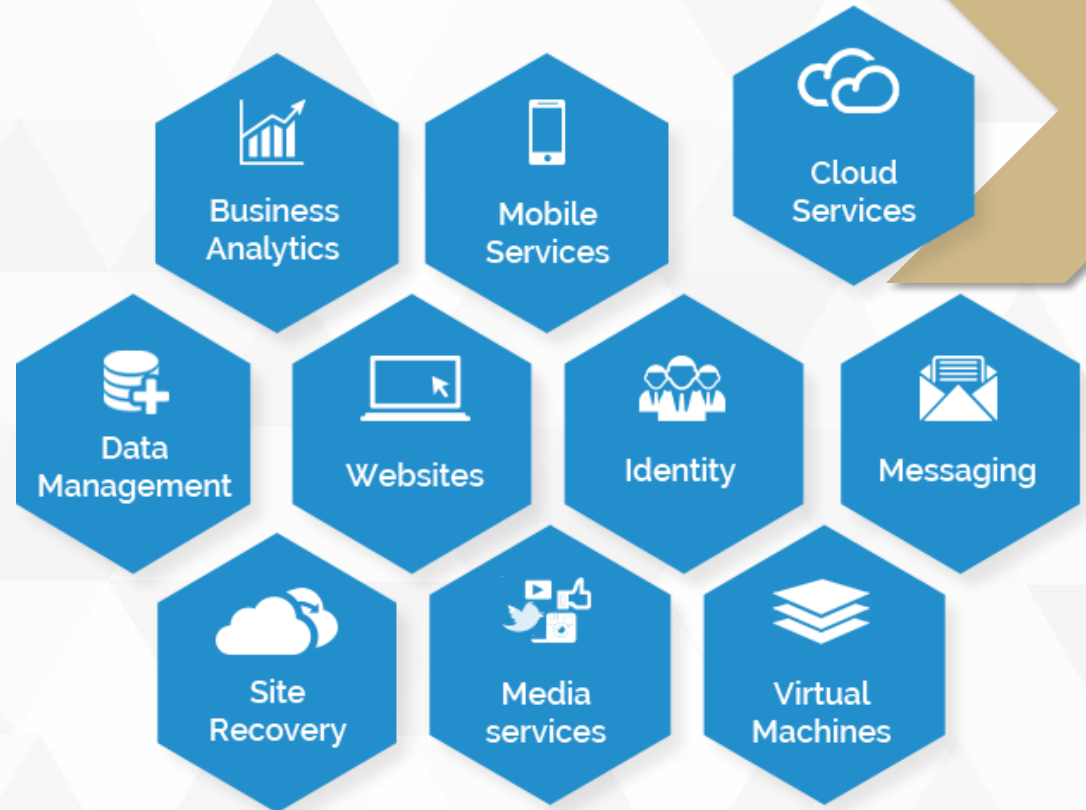 Business
Analytics
Mobile
Services
Cloud
Services
Data
Management
Websites
Identity
Messaging
Site
Recovery
Media
services
Virtual
Machines